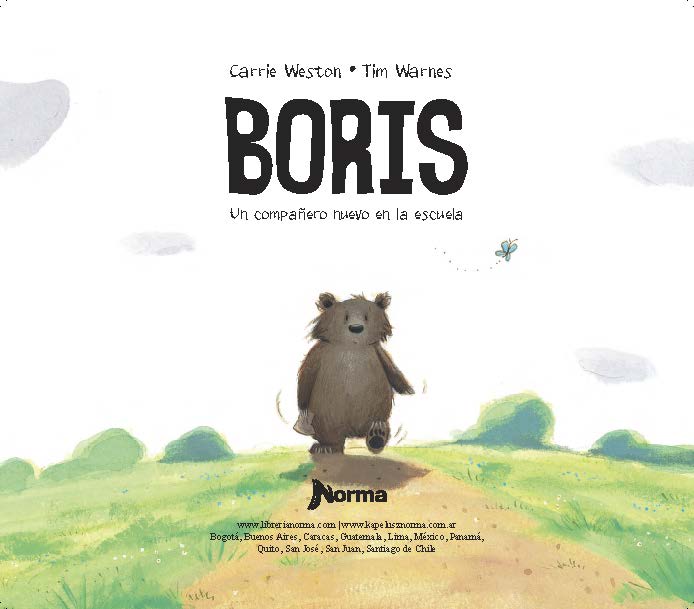 Carrie Weston • Tim Warnes
BORIS
Un compañero nuevo en la escuela
Norma
www.librerianorma.com | www.kapelusznorma.com.ar
Bogotá, Buenos Aires, Caracas, Guatemala, Lima, México, Panamá,
Quito, San José, San Juan, Santiago de Chile